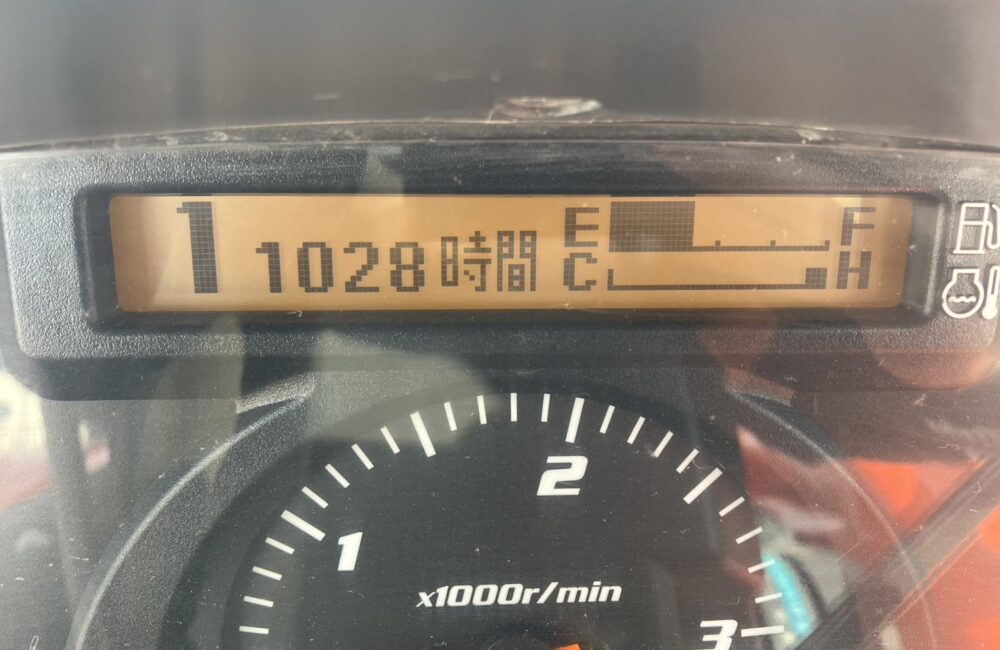 1 1028時間 E F
C H
1 2 3
x1000r/min